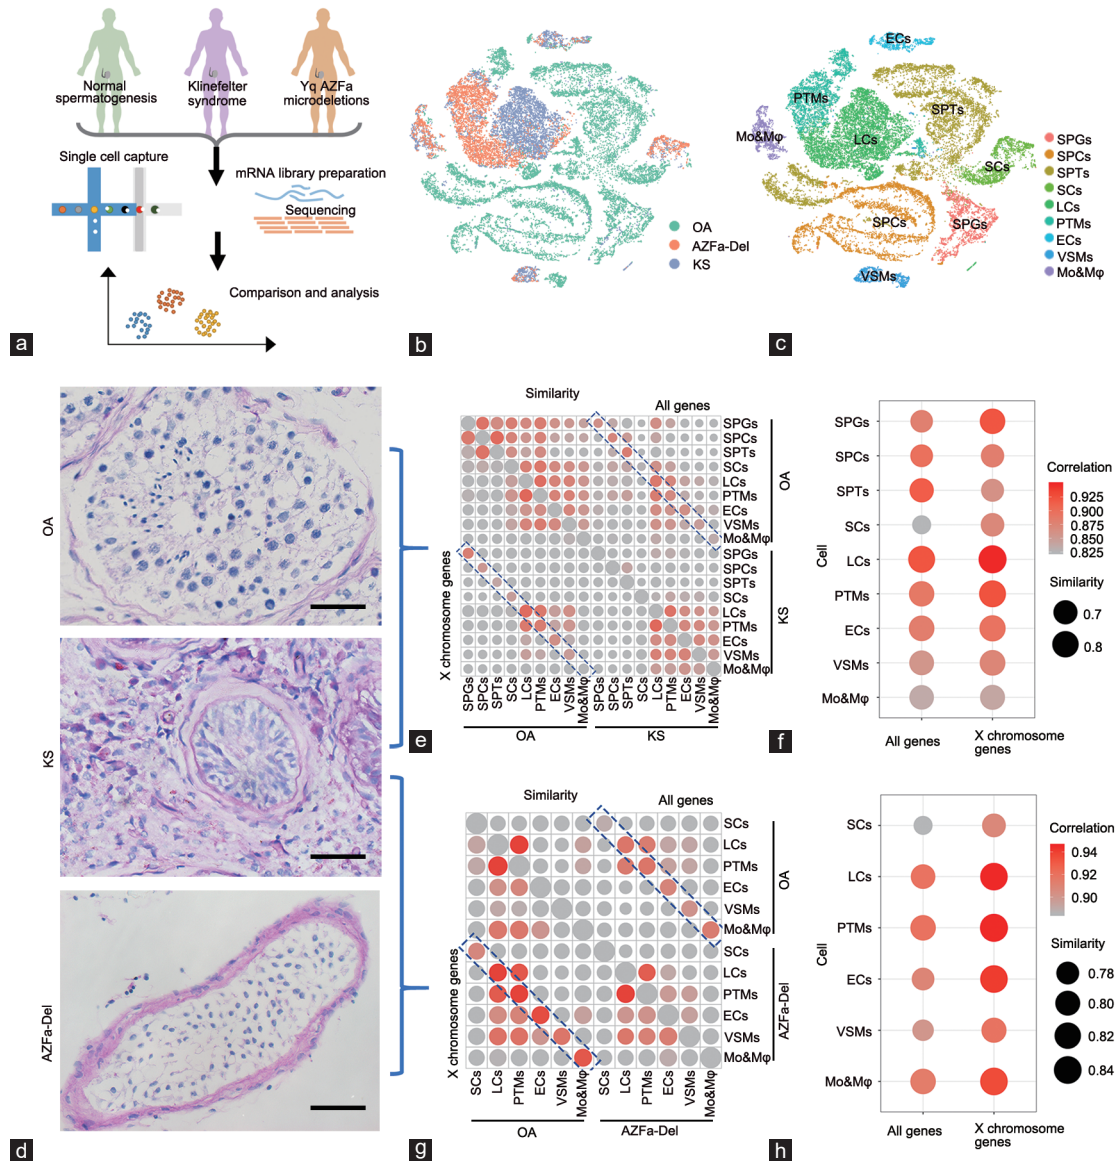 Normal
spermatogenesis
Klinefelter
syndrome
Yq AZFa
microdeletions
Single cell capture
mRNA library preparation
Sequencing
Comparison and analysis
a
OA
AZFa-Del
KS
b
ECs
PTMs
SPTs
Mo&Mφ
LCs
SCs
SPCs
SPGs
VSMs
SPGs
SPCs
SPTs
SCs
LCs
PTMs
ECs
VSMs
Mo&Mφ
c
OA
KS
AZFa-Del
d
Similarity
All genes
SPGs
SPCs
SPTs
SCs
LCs
PTMs
ECs
VSMs
Mo&Mφ
OA
SPGs
SPCs
SPTs
SCs
LCs
PTMs
ECs
VSMs
Mo&Mφ
KS
X chromosome genes
SPGs
SPCs
SPTs
SCs
LCs
PTMs
ECs
VSMs
Mo&Mφ
SPGs
SPCs
SPTs
SCs
LCs
PTMs
ECs
VSMs
Mo&Mφ
OA
KS
e
SPGs
SPCs
SPTs
SCs
LCs
PTMs
ECs
VSMs
Mo&Mφ
Cell
All genes
X chromosome
genes
Correlation
0.925
0.900
0.875
0.850
0.825
Similarity
0.7
0.8
f
Similarity
All genes
SCs
LCs
PTMs
ECs
VSMs
Mo&Mφ
OA
SCs
LCs
PTMs
ECs
VSMs
Mo&Mφ
AZFa-Del
X chromosome genes
SCs
LCs
PTMs
ECs
VSMs
Mo&Mφ
SCs
LCs
PTMs
ECs
VSMs
Mo&Mφ
OA
AZFa-Del
g
SCs
LCs
PTMs
ECs
VSMs
Mo&Mφ
Cell
All genes
X chromosome
genes
Correlation
0.94
0.92
0.90
Similarity
0.78
0.80
0.82
0.84
h